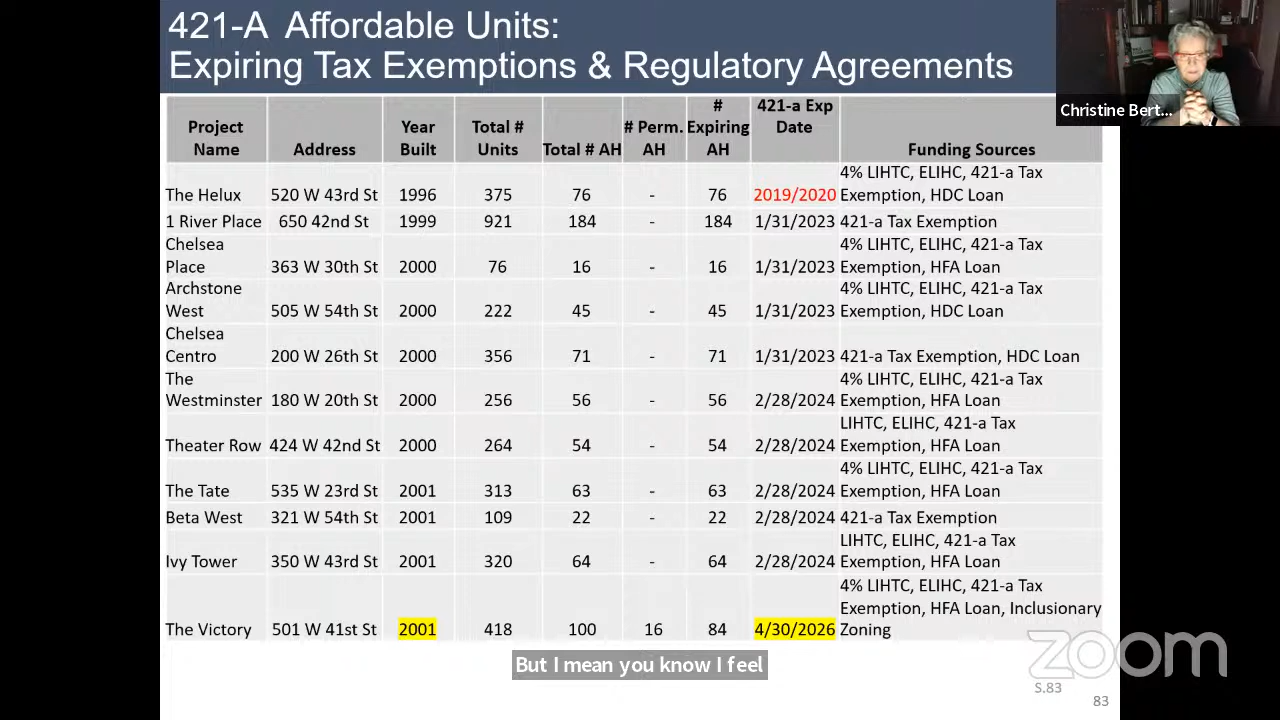 421-A Affordable Units:
Expiring Tax Exemptions & Regulatory Agreements
Christine Bert...
Project Name Address Year Built Total # Units Total # AH # Perm. AH # Expiring AH 421-a Exp Date Funding Sources
The Helux 520 W 43rd St 1996 375 76 - 76 2019/2020 4% LIHTC, ELIHC, 421-a Tax Exemption, HDC Loan
1 River Place 650 42nd St 1999 921 184 - 184 1/31/2023 421-a Tax Exemption
Chelsea Place 363 W 30th St 2000 76 16 - 16 1/31/2023 4% LIHTC, ELIHC, 421-a Tax Exemption, HFA Loan
Archstone West 505 W 54th St 2000 222 45 - 45 1/31/2023 4% LIHTC, ELIHC, 421-a Tax Exemption, HDC Loan
Chelsea Centro 200 W 26th St 2000 356 71 - 71 1/31/2023 421-a Tax Exemption, HDC Loan
The Westminster 180 W 20th St 2000 256 56 - 56 2/28/2024 4% LIHTC, ELIHC, 421-a Tax Exemption, HFA Loan
Theater Row 424 W 42nd St 2000 264 54 - 54 2/28/2024 LIHTC, ELIHC, 421-a Tax Exemption, HFA Loan
The Tate 535 W 23rd St 2001 313 63 - 63 2/28/2024 4% LIHTC, ELIHC, 421-a Tax Exemption, HFA Loan
Beta West 321 W 54th St 2001 109 22 - 22 2/28/2024 421-a Tax Exemption
Ivy Tower 350 W 43rd St 2001 320 64 - 64 2/28/2024 LIHTC, ELIHC, 421-a Tax Exemption, HFA Loan
The Victory 501 W 41st St 2001 418 100 16 84 4/30/2026 4% LIHTC, ELIHC, 421-a Tax Exemption, HFA Loan, Inclusionary Zoning
But I mean you know I feel
zoom
S.83
83